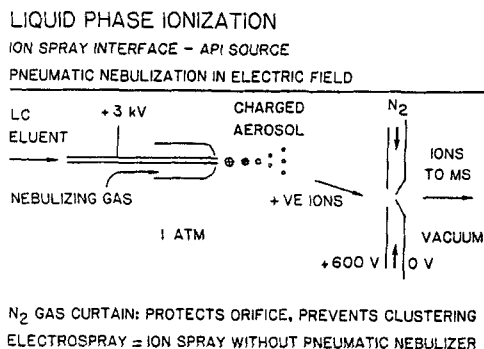 LIQUID PHASE IONIZATION
ION SPRAY INTERFACE - API SOURCE
PNEUMATIC NEBULIZATION IN ELECTRIC FIELD
LC
ELUENT
+3 kV
CHARGED
AEROSOL
N2
IONS
TO MS
NEBULIZING GAS
+VE IONS
1 ATM
VACUUM
+600 V
0 V
N2 GAS CURTAIN: PROTECTS ORIFICE, PREVENTS CLUSTERING
ELECTROSPRAY = ION SPRAY WITHOUT PNEUMATIC NEBULIZER